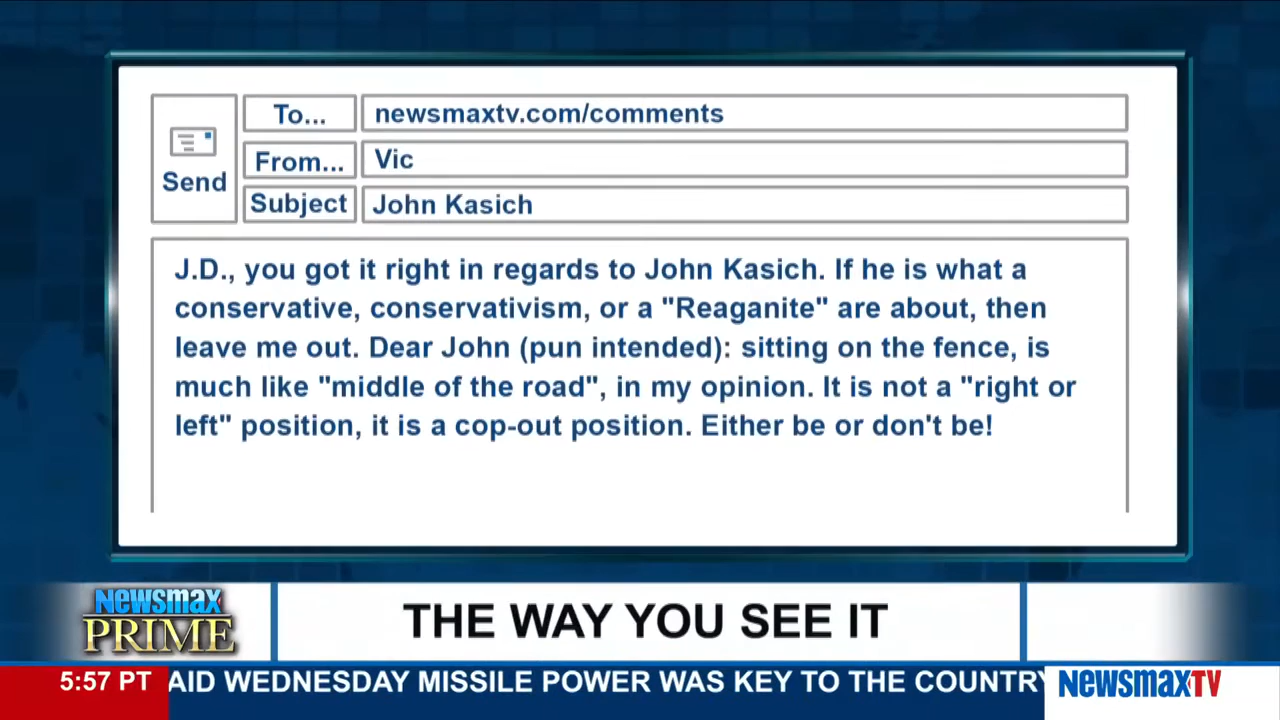 To...
newsmaxtv.com/comments
Send
From...
Vic
Subject
John Kasich
J.D., you got it right in regards to John Kasich. If he is what a
conservative, conservativism, or a "Reaganite" are about, then
leave me out. Dear John (pun intended): sitting on the fence, is
much like "middle of the road", in my opinion. It is not a "right or
left" position, it is a cop-out position. Either be or don't be!
NEWSMAX
PRIME
THE WAY YOU SEE IT
5:57 PT
AID WEDNESDAY MISSILE POWER WAS KEY TO THE COUNTRY
NEWSMAXTV